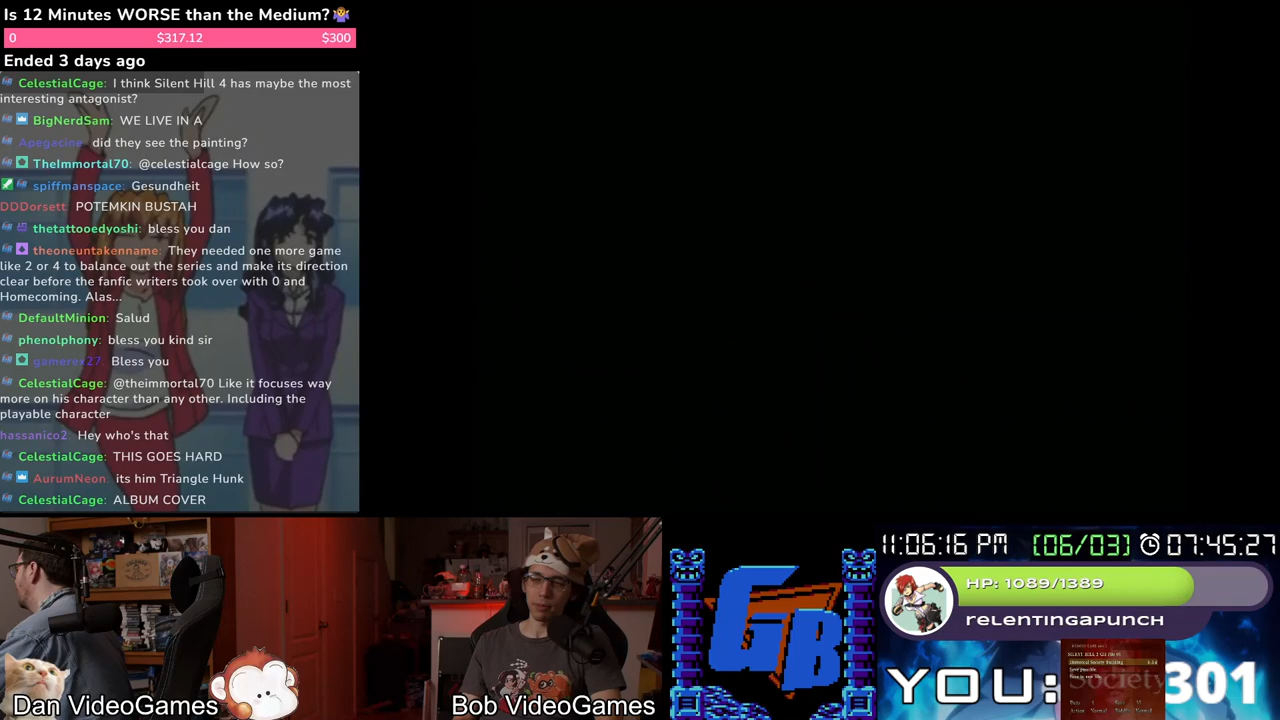 Is 12 Minutes WORSE than the Medium?🤷‍♀️
0 $317.12 $300
Ended 3 days ago
CelestialCage: I think Silent Hill 4 has maybe the most
interesting antagonist?
BigNerdSam: WE LIVE IN A
Apegacine: did they see the painting?
TheImmortal70: @celestialcage How so?
spiffmanspace: Gesundheit
DDDorsett: POTEMKIN BUSTAH
thetattooedyoshi: bless you dan
theoneuntakenname: They needed one more game
like 2 or 4 to balance out the series and make its direction
clear before the fanfic writers took over with 0 and
Homecoming. Alas...
DefaultMinion: Salud
phenolphony: bless you kind sir
gamerex27: Bless you
CelestialCage: @theimmortal70 Like it focuses way
more on his character than any other. Including the
playable character
hassanico2: Hey who's that
CelestialCage: THIS GOES HARD
AurumNeon: its him Triangle Hunk
CelestialCage: ALBUM COVER
Dan VideoGames
Bob VideoGames
GB
11:06:16 PM [06/03] 07:45:27
HP: 1089/1389
RELENTINGAPUNCH
YOU: 301
Society